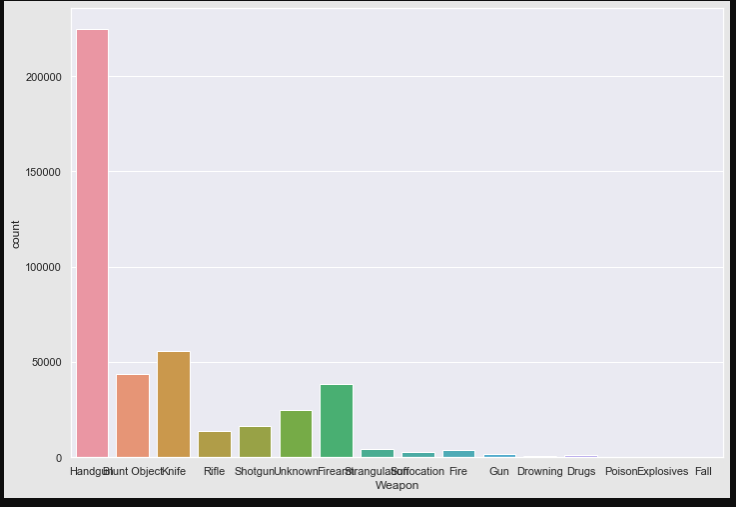 200000
150000
100000
50000
0
count
Handgun Blunt Object Knife Rifle Shotgun Unknown Firearm Strangulation Suffocation Fire Gun Drowning Drugs Poison Explosives Fall
Weapon